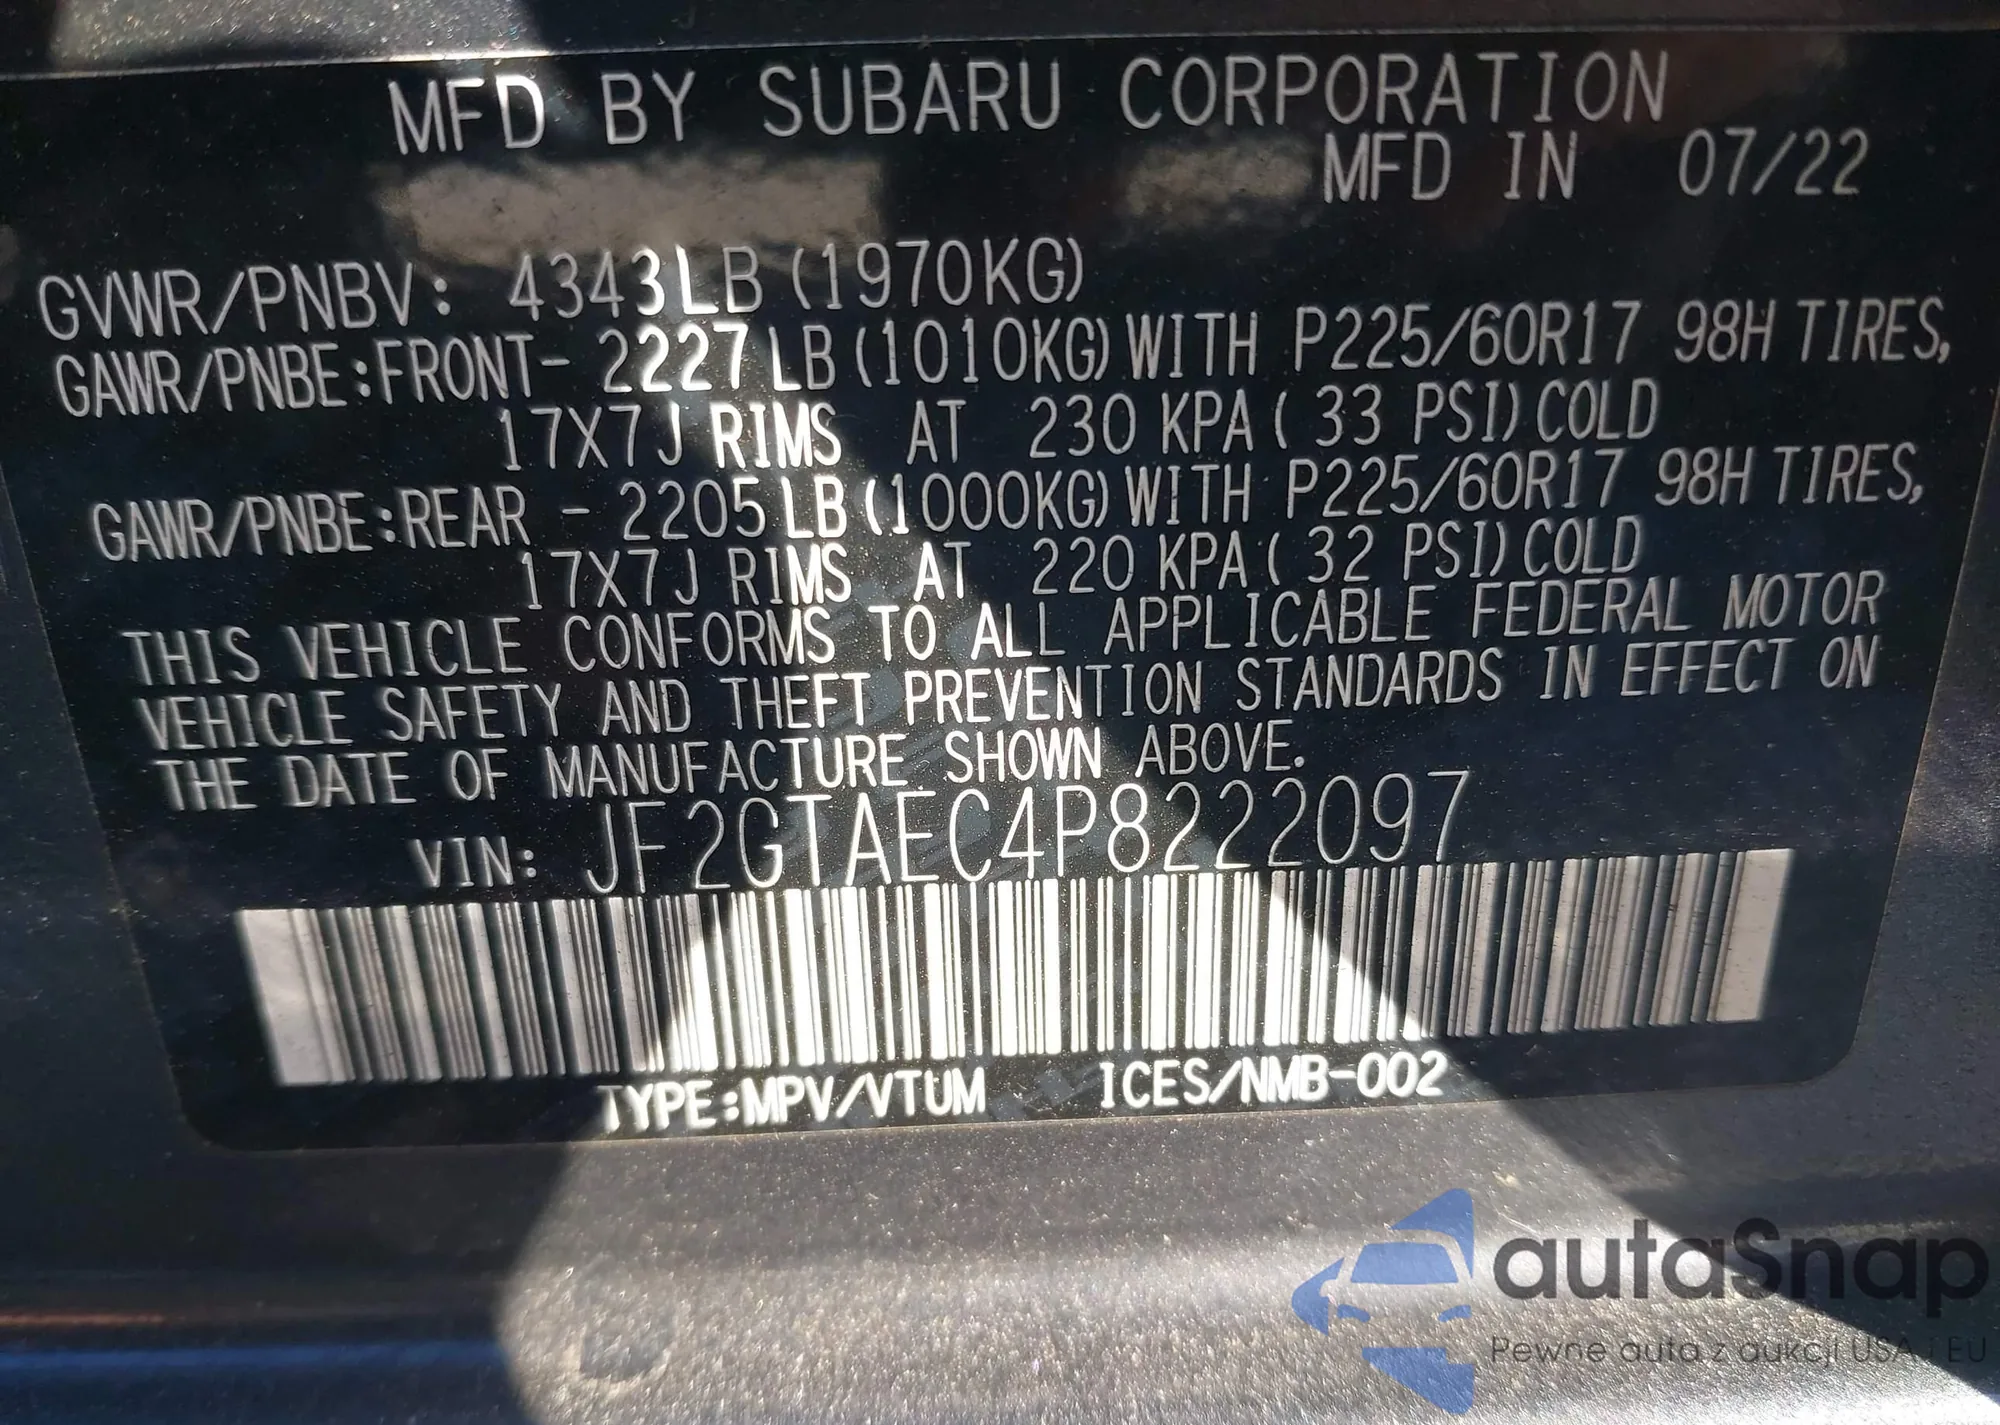 MFD BY SUBARU CORPORATION
MFD IN 07/22
GVWR/PNBV: 4343LB (1970KG)
GAWR/PNBE:FRONT- 2227LB (1010KG) WITH P225/60R17 98H TIRES,
17X7J RIMS AT 230 KPA ( 33 PSI) COLD
GAWR/PNBE:REAR - 2205LB (1000KG) WITH P225/60R17 98H TIRES,
17X7J RIMS AT 220 KPA ( 32 PSI) COLD
THIS VEHICLE CONFORMS TO ALL APPLICABLE FEDERAL MOTOR
VEHICLE SAFETY AND THEFT PREVENTION STANDARDS IN EFFECT ON
THE DATE OF MANUFACTURE SHOWN ABOVE.
VIN: JF2GTAEC4P8222097
TYPE:MPV/VTUM ICES/NMB-002
autaSnap
Pewne auta z aukcji USA i EU